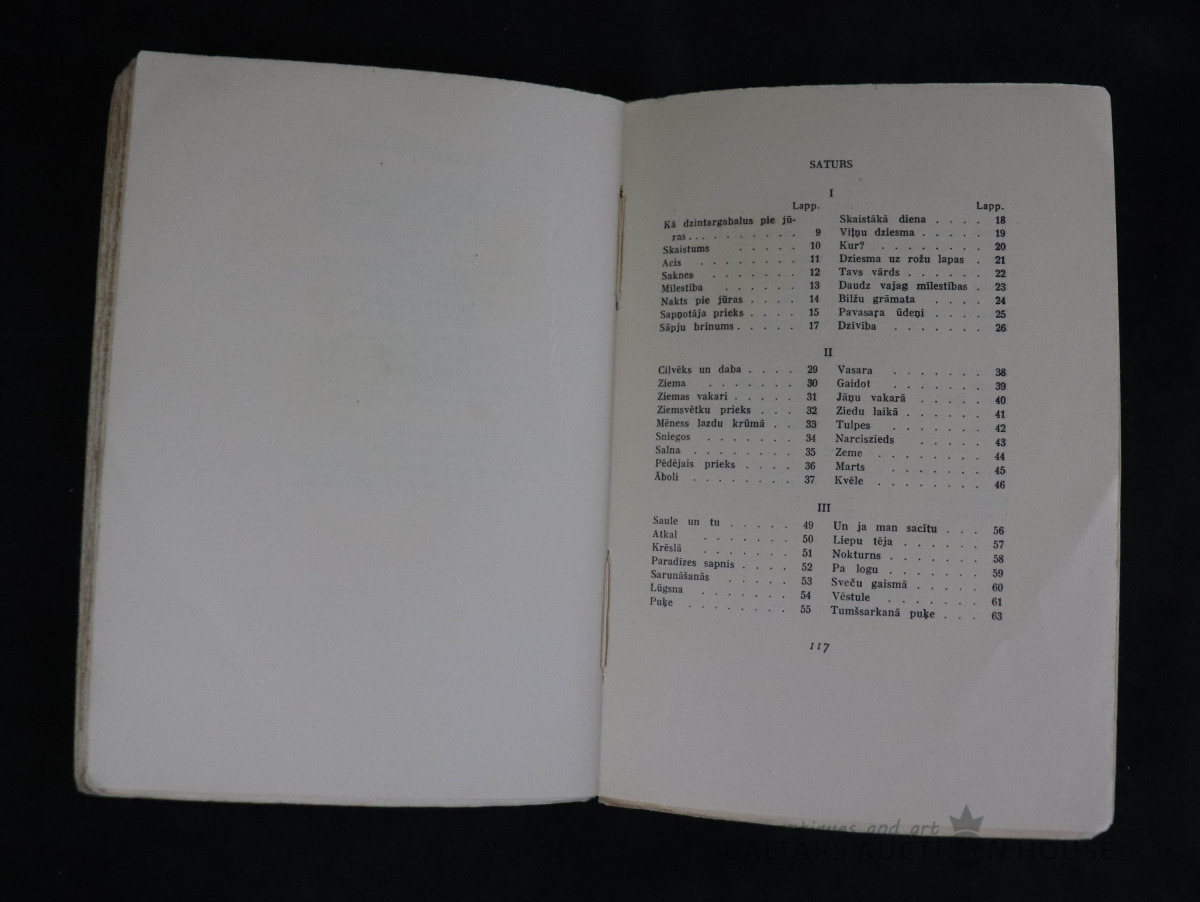 SATURS
I
Lapp.
Kā dzintargabalus pie jū-
ras... . . . . . . . . 9
Skaistums . . . . . 10
Acis . . . . . . . . 11
Saknes . . . . . . . 12
Mīlestība . . . . . . 13
Nakts pie jūras . . . . 14
Sapņotāja prieks . . . . 15
Sāpju brīnums . . . . . 17
Lapp.
Skaistākā diena . . . . 18
Viļņu dziesma . . . . . 19
Kur? . . . . . . . . 20
Dziesma uz rožu lapas . 21
Tavs vārds . . . . . . 22
Daudz vajag mīlestības . 23
Bilžu grāmata . . . . 24
Pavasaŗa ūdeņi . . . . 25
Dzīvība . . . . . . . 26
II
Cilvēks un daba . . . . 29
Ziema . . . . . . . 30
Ziemas vakari . . . . . 31
Ziemsvētku prieks . . . 32
Mēness lazdu krūmā . . 33
Sniegos . . . . . . . 34
Salna . . . . . . . . 35
Pēdējais prieks . . . . 36
Āboli . . . . . . . . 37
Vasara . . . . . . . 38
Gaidot . . . . . . . 39
Jāņu vakarā . . . . . 40
Ziedu laikā . . . . . . 41
Tulpes . . . . . . . 42
Narciszieds . . . . . 43
Zeme . . . . . . . . 44
Marts . . . . . . . 45
Kvēle . . . . . . . . 46
III
Saule un tu . . . . . 49
Atkal . . . . . . . 50
Krēslā . . . . . . . 51
Paradīzes sapnis . . . . 52
Sarunāšanās . . . . . 53
Lūgsna . . . . . . . 54
Puķe . . . . . . . . 55
Un ja man sacītu . . . 56
Liepu tēja . . . . . . 57
Nokturns . . . . . . . 58
Pa logu . . . . . . . 59
Sveču gaismā . . . . . 60
Vēstule . . . . . . . 61
Tumšsarkanā puķe . . . 63
117
antiques and art
BALTARS AUCTION HOUSE